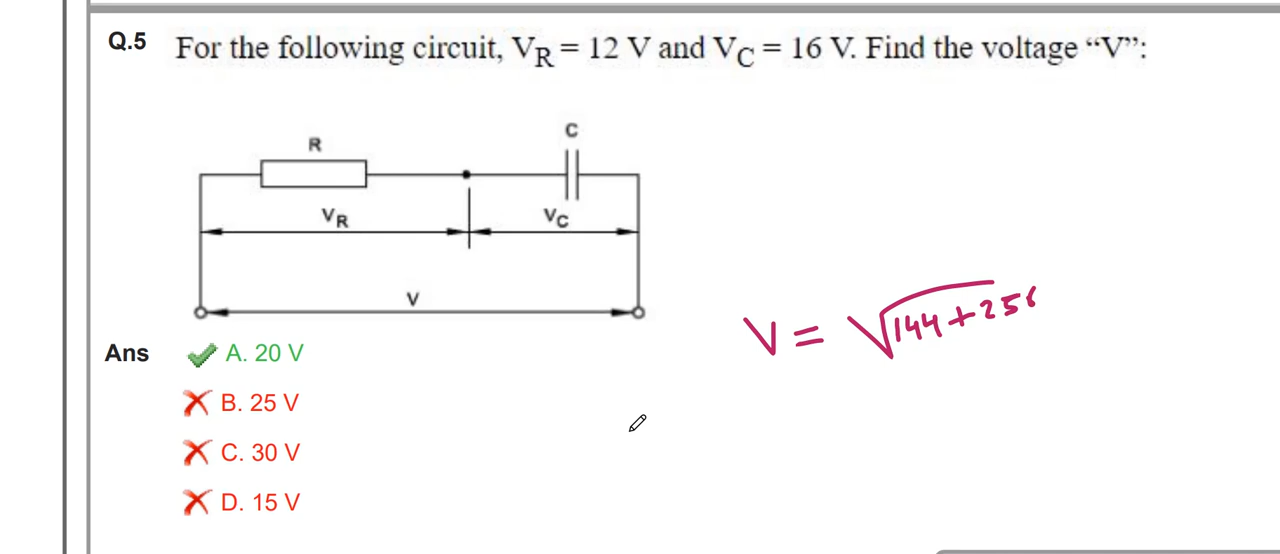 Q.5 For the following circuit, VR = 12 V and VC = 16 V. Find the voltage “V”:
C
R
VR VC
V
V = √144+256
Ans A. 20 V
B. 25 V
C. 30 V
D. 15 V